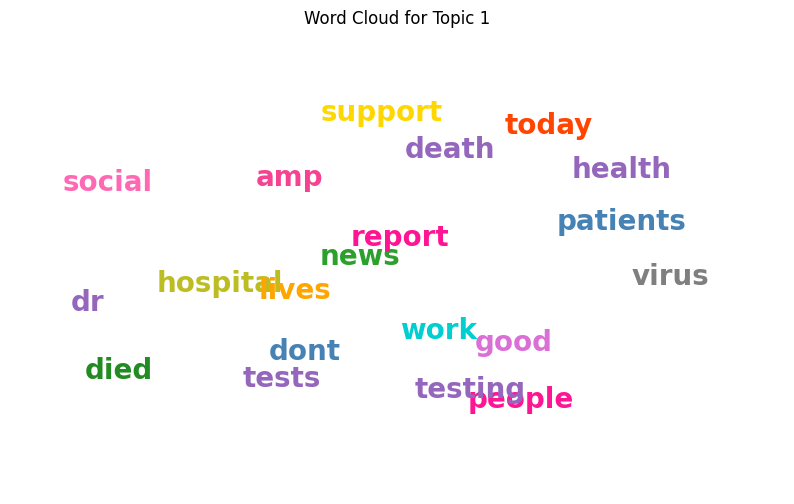 Word Cloud for Topic 1
support
today
death
health
amp
social
patients
report
news
virus
hospital
lives
dr
work
good
dont
died
tests
testing
people